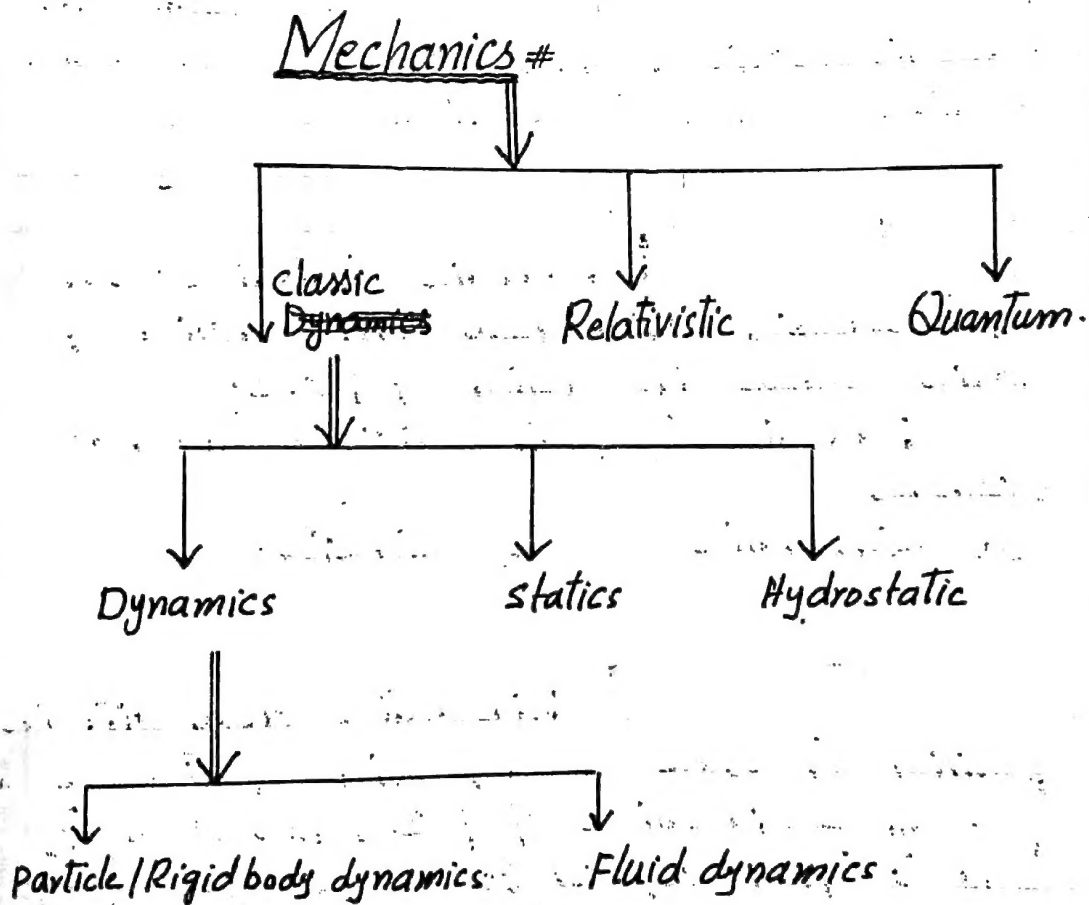 Mechanics #
classic
Dynamics
Relativistic
Quantum.
Dynamics
statics
Hydrostatic
Particle/Rigid body dynamics
Fluid dynamics.